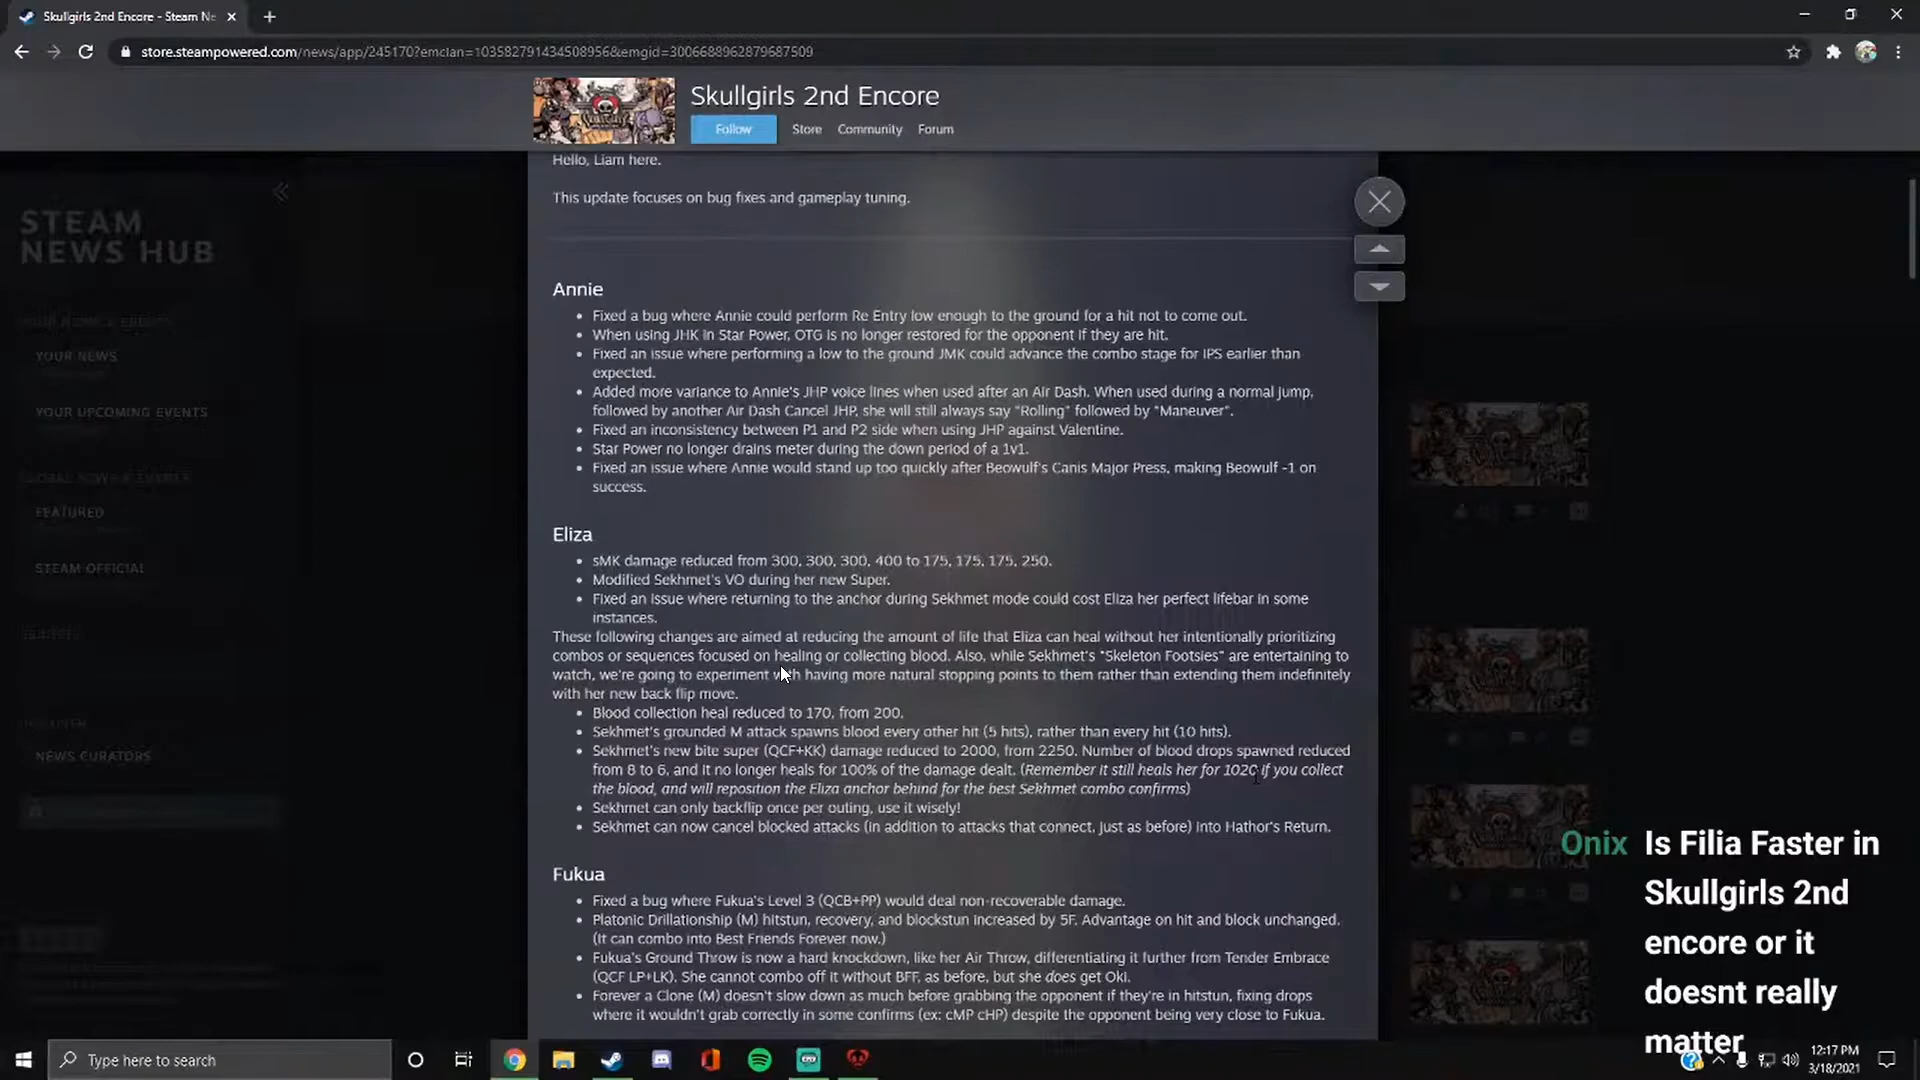 Skullgirls 2nd Encore - Steam Ne
store.steampowered.com/news/app/245170?emclan=103582791434508956&emgid=3006688962879687509
Skullgirls 2nd Encore
Follow Store Community Forum
Hello, Liam here.
This update focuses on bug fixes and gameplay tuning.
STEAM
NEWS HUB
YOUR NEWS
YOUR UPCOMING EVENTS
FEATURED
STEAM OFFICIAL
NEWS CURATORS
Annie
Fixed a bug where Annie could perform Re Entry low enough to the ground for a hit not to come out.
When using JHK in Star Power, OTG is no longer restored for the opponent if they are hit.
Fixed an issue where performing a low to the ground JMK could advance the combo stage for IPS earlier than
expected.
Added more variance to Annie's JHP voice lines when used after an Air Dash. When used during a normal jump,
followed by another Air Dash Cancel JHP, she will still always say "Rolling" followed by "Maneuver".
Fixed an inconsistency between P1 and P2 side when using JHP against Valentine.
Star Power no longer drains meter during the down period of a 1v1.
Fixed an issue where Annie would stand up too quickly after Beowulf's Canis Major Press, making Beowulf -1 on
success.
Eliza
sMK damage reduced from 300, 300, 300, 400 to 175, 175, 175, 250.
Modified Sekhmet's VO during her new Super.
Fixed an issue where returning to the anchor during Sekhmet mode could cost Eliza her perfect lifebar in some
instances.
These following changes are aimed at reducing the amount of life that Eliza can heal without her intentionally prioritizing
combos or sequences focused on healing or collecting blood. Also, while Sekhmet's "Skeleton Footsies" are entertaining to
watch, we're going to experiment with having more natural stopping points to them rather than extending them indefinitely
with her new back flip move.
Blood collection heal reduced to 170, from 200.
Sekhmet's grounded M attack spawns blood every other hit (5 hits), rather than every hit (10 hits).
Sekhmet's new bite super (QCF+KK) damage reduced to 2000, from 2250. Number of blood drops spawned reduced
from 8 to 6, and it no longer heals for 100% of the damage dealt. (Remember it still heals her for 1020 if you collect
the blood, and will reposition the Eliza anchor behind for the best Sekhmet combo confirms)
Sekhmet can only backflip once per outing, use it wisely!
Sekhmet can now cancel blocked attacks (in addition to attacks that connect, just as before) into Hathor's Return.
Fukua
Fixed a bug where Fukua's Level 3 (QCB+PP) would deal non-recoverable damage.
Platonic Drillationship (M) hitstun, recovery, and blockstun increased by 5F. Advantage on hit and block unchanged.
(It can combo into Best Friends Forever now.)
Fukua's Ground Throw is now a hard knockdown, like her Air Throw, differentiating it further from Tender Embrace
(QCF LP+LK). She cannot combo off it without BFF, as before, but she does get Oki.
Forever a Clone (M) doesn't slow down as much before grabbing the opponent if they're in hitstun, fixing drops
where it wouldn't grab correctly in some confirms (ex: cMP cHP) despite the opponent being very close to Fukua.
Onix Is Filia Faster in
Skullgirls 2nd
encore or it
doesnt really
matter
Type here to search
12:17 PM
3/18/2021